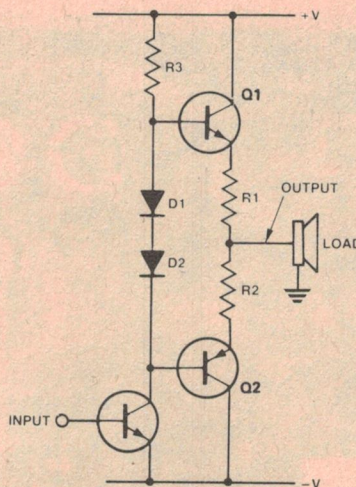 +V
R3
Q1
D1
R1
OUTPUT
LOAD
D2
R2
Q2
INPUT
−V